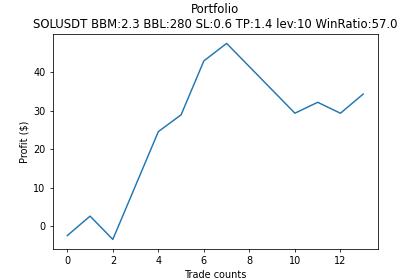 Portfolio
SOLUSDT BBM:2.3 BBL:280 SL:0.6 TP:1.4 lev:10 WinRatio:57.0
40
30
20
10
0
Profit ($)
0 2 4 6 8 10 12
Trade counts